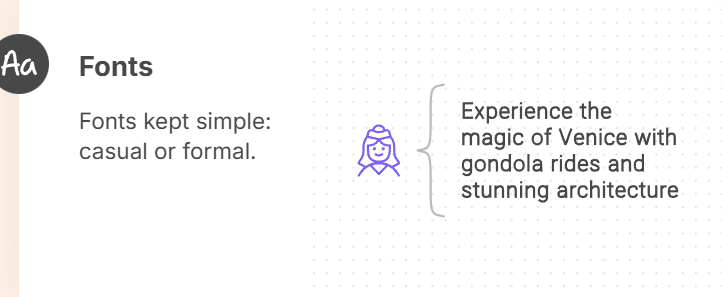 Aa
Fonts
Fonts kept simple:
casual or formal.
Experience the
magic of Venice with
gondola rides and
stunning architecture